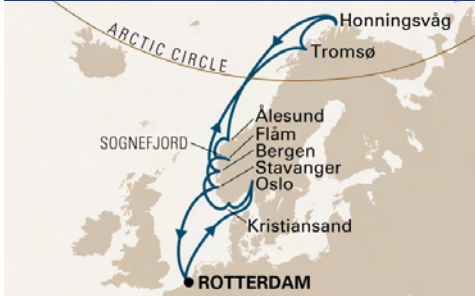 Honningsvåg
ARCTIC CIRCLE
Tromsø
Ålesund
Flåm
SOGNEFJORD
Bergen
Stavanger
Oslo
Kristiansand
ROTTERDAM